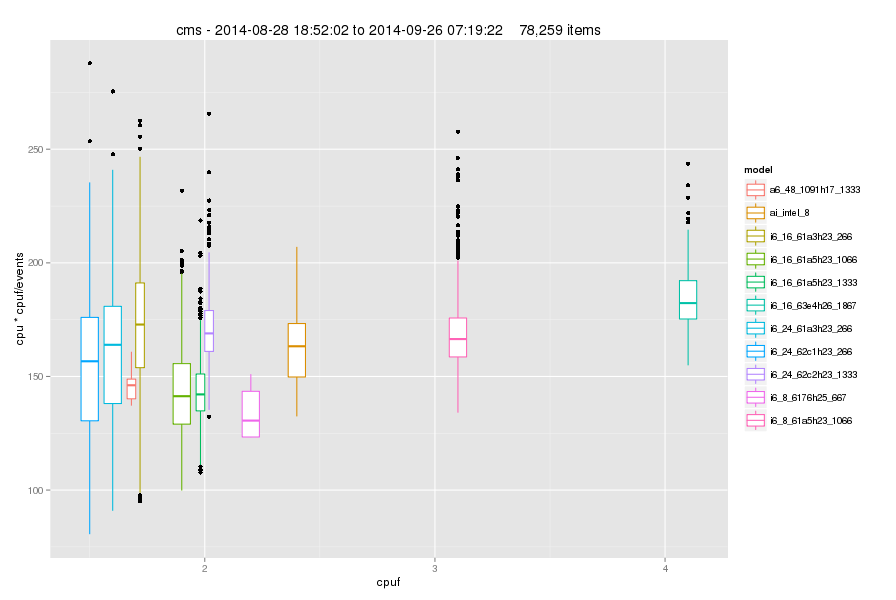 cms - 2014-08-28 18:52:02 to 2014-09-26 07:19:22 78,259 items
cpu * cpuf/events
250
200
150
100
2
3
4
cpuf
model
a6_48_1091h17_1333
ai_intel_8
i6_16_61a3h23_266
i6_16_61a5h23_1066
i6_16_61a5h23_1333
i6_16_63e4h26_1867
i6_24_61a3h23_266
i6_24_62c1h23_266
i6_24_62c2h23_1333
i6_8_6176h25_667
i6_8_61a5h23_1066